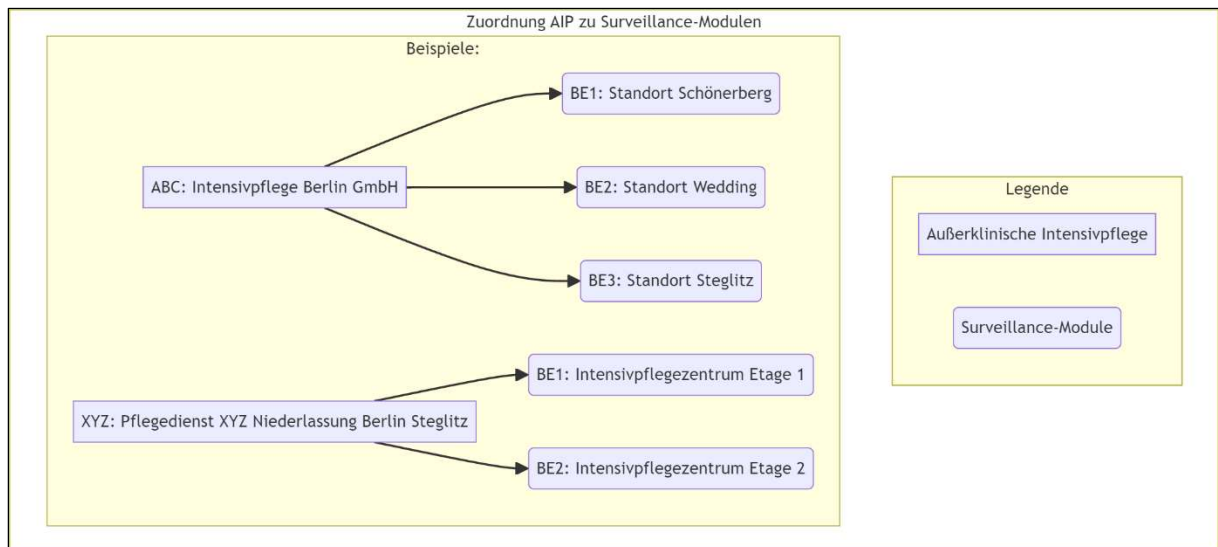 Zuordnung AIP zu Surveillance-Modulen
Beispiele:
BE1: Standort Schönerberg
ABC: Intensivpflege Berlin GmbH
BE2: Standort Wedding
BE3: Standort Steglitz
BE1: Intensivpflegezentrum Etage 1
XYZ: Pflegedienst XYZ Niederlassung Berlin Steglitz
BE2: Intensivpflegezentrum Etage 2
Legende
Außerklinische Intensivpflege
Surveillance-Module